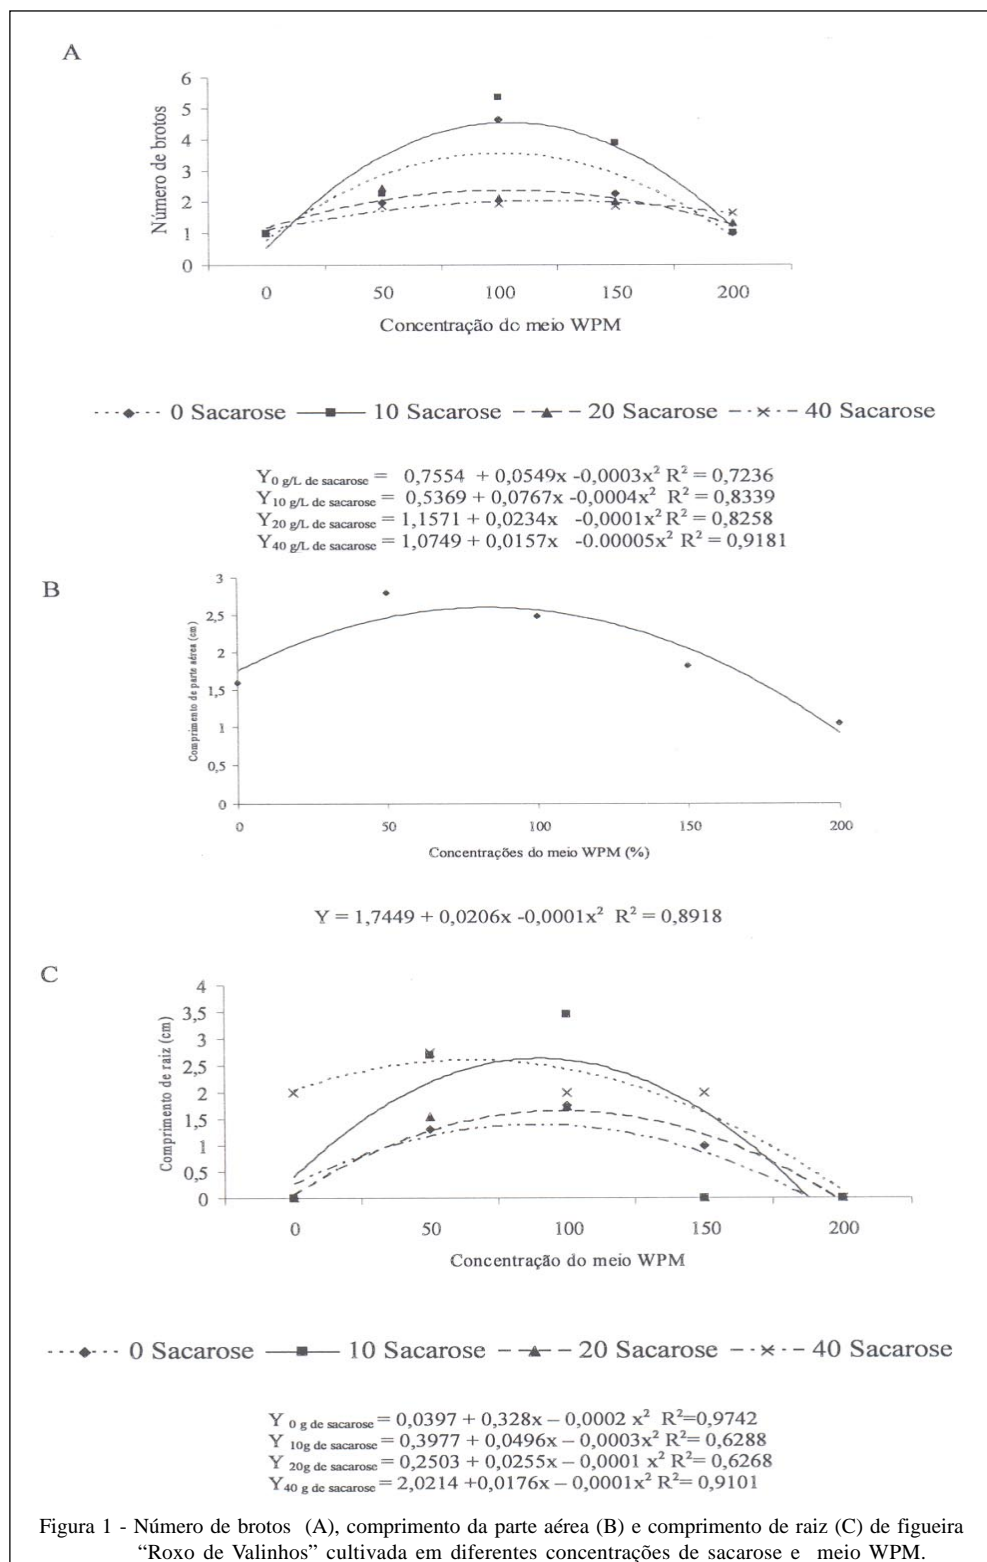 A
Número de brotos
6
5
4
3
2
1
0
0 50 100 150 200
Concentração do meio WPM
0 Sacarose 10 Sacarose 20 Sacarose 40 Sacarose
Y0 g/L de sacarose = 0,7554 + 0,0549x -0,0003x² R² = 0,7236
Y10 g/L de sacarose = 0,5369 + 0,0767x -0,0004x² R² = 0,8339
Y20 g/L de sacarose = 1,1571 + 0,0234x -0,0001x² R² = 0,8258
Y40 g/L de sacarose = 1,0749 + 0,0157x -0.00005x² R² = 0,9181
B
Comprimento de parte aérea (cm)
3
2,5
2
1,5
1
0,5
0
0 50 100 150 200
Concentrações do meio WPM (%)
Y = 1,7449 + 0,0206x -0,0001x² R² = 0,8918
C
Comprimento de raiz (cm)
4
3,5
3
2,5
2
1,5
1
0,5
0
0 50 100 150 200
Concentração do meio WPM
0 Sacarose 10 Sacarose 20 Sacarose 40 Sacarose
Y 0 g de sacarose = 0,0397 + 0,328x – 0,0002 x² R²=0,9742
Y 10g de sacarose = 0,3977 + 0,0496x – 0,0003x² R²= 0,6288
Y 20g de sacarose = 0,2503 + 0,0255x – 0,0001 x² R²= 0,6268
Y40 g de sacarose = 2,0214 +0,0176x – 0,0001x² R²= 0,9101
Figura 1 - Número de brotos (A), comprimento da parte aérea (B) e comprimento de raiz (C) de figueira
“Roxo de Valinhos” cultivada em diferentes concentrações de sacarose e meio WPM.